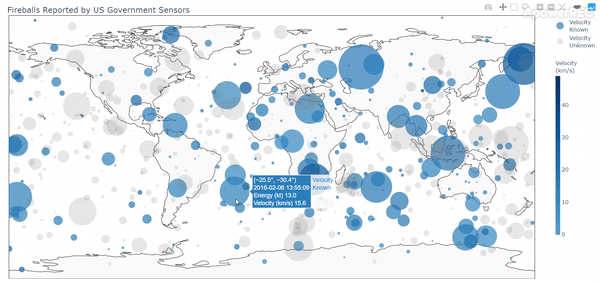 Fireballs Reported by US Government Sensors
Velocity
Known
Velocity
Unknown
Velocity
(km/s)
40
30
20
10
0
(−25.5°, −30.4°)
2016-02-06 13:55:09
Energy (kt) 13.0
Velocity (km/s) 15.6
Velocity
Known